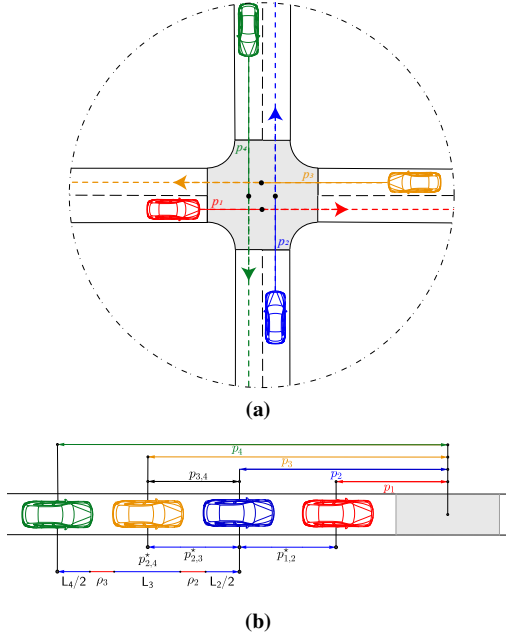 p₄
p₃
p₁
p₂
(a)
p₄
p₃
p₃,₄
p₂
p₁
p⋆₂,₄
p⋆₂,₃
p⋆₁,₂
L₄/2 ρ₃ L₃ ρ₂ L₂/2
(b)